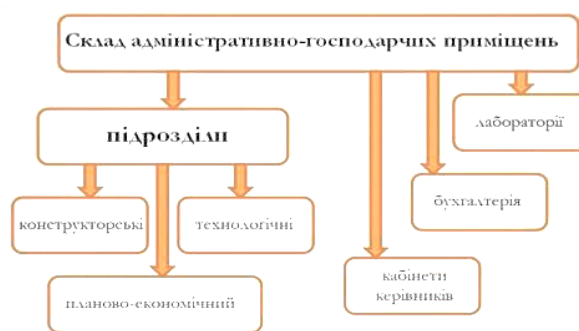 Склад адміністративно-господарчих приміщень
підрозділи
лабораторії
конструкторські
технологічні
бухгалтерія
планово-економічний
кабінети
керівників